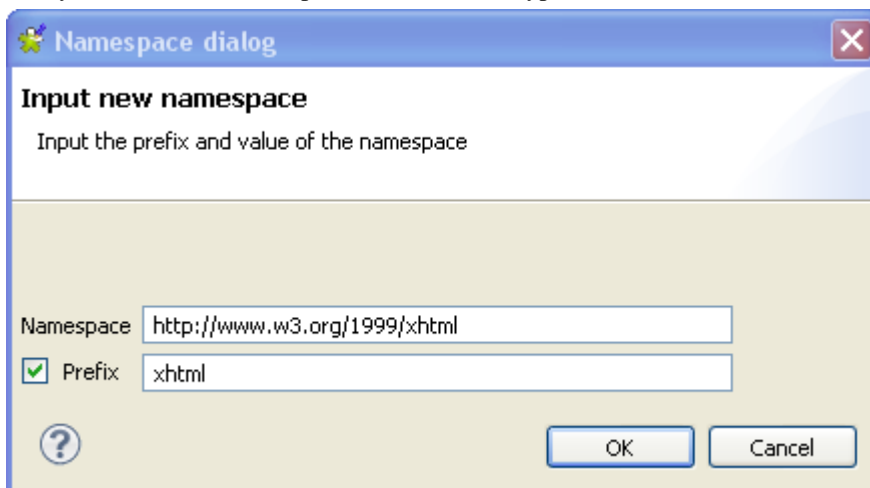 Namespace dialog
Input new namespace
Input the prefix and value of the namespace
Namespace http://www.w3.org/1999/xhtml
Prefix xhtml
? OK Cancel